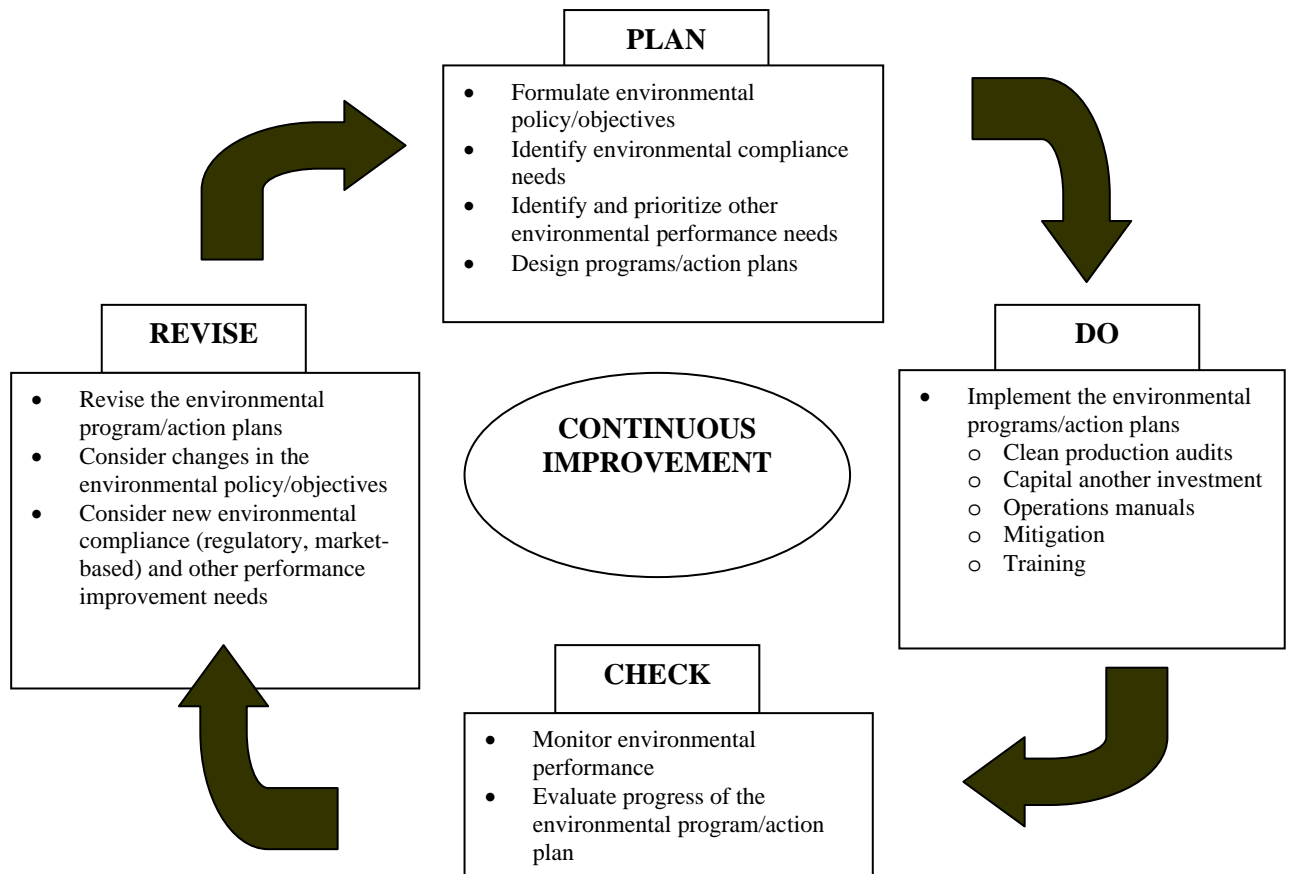 PLAN
• Formulate environmental
policy/objectives
• Identify environmental compliance
needs
• Identify and prioritize other
environmental performance needs
• Design programs/action plans
DO
• Implement the environmental
programs/action plans
o Clean production audits
o Capital another investment
o Operations manuals
o Mitigation
o Training
CHECK
• Monitor environmental
performance
• Evaluate progress of the
environmental program/action
plan
REVISE
• Revise the environmental
program/action plans
• Consider changes in the
environmental policy/objectives
• Consider new environmental
compliance (regulatory, market-
based) and other performance
improvement needs
CONTINUOUS
IMPROVEMENT